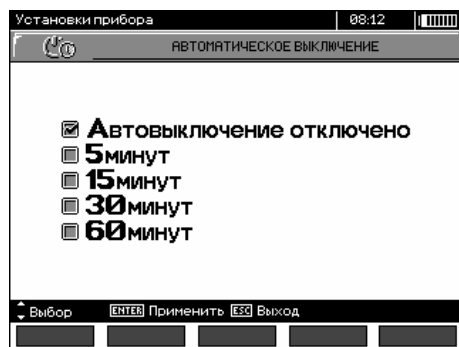 Установки прибора 08:12
АВТОМАТИЧЕСКОЕ ВЫКЛЮЧЕНИЕ
Автовыключение отключено
5минут
15минут
30минут
60минут
Выбор ENTER Применить ESC Выход